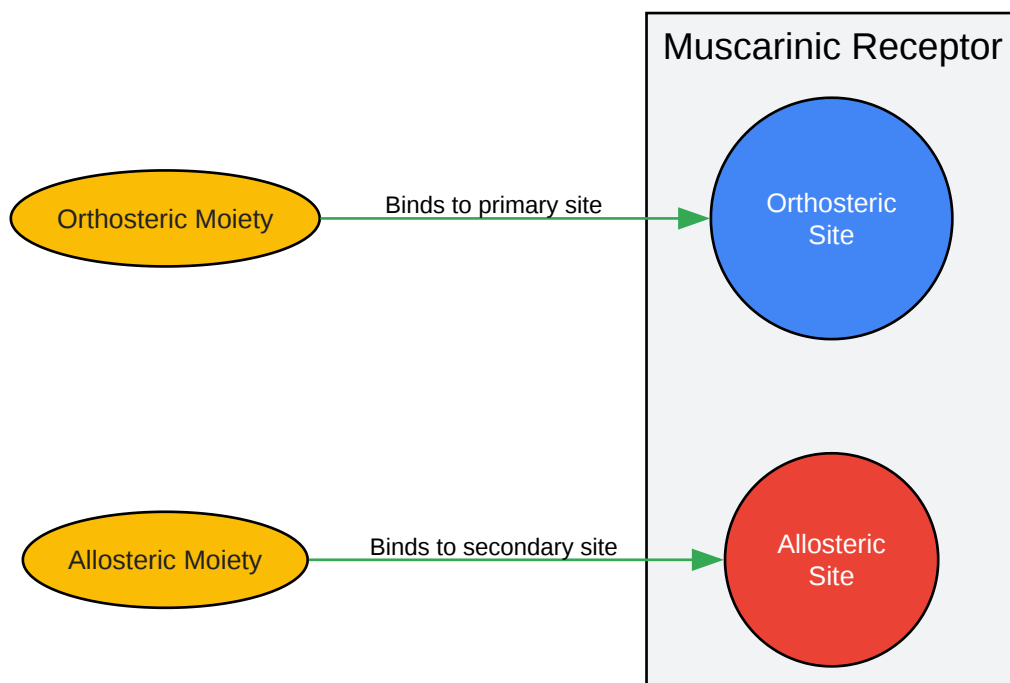 Muscarinic Receptor
Orthosteric Moiety
Binds to primary site
Orthosteric
Site
Allosteric Moiety
Binds to secondary site
Allosteric
Site